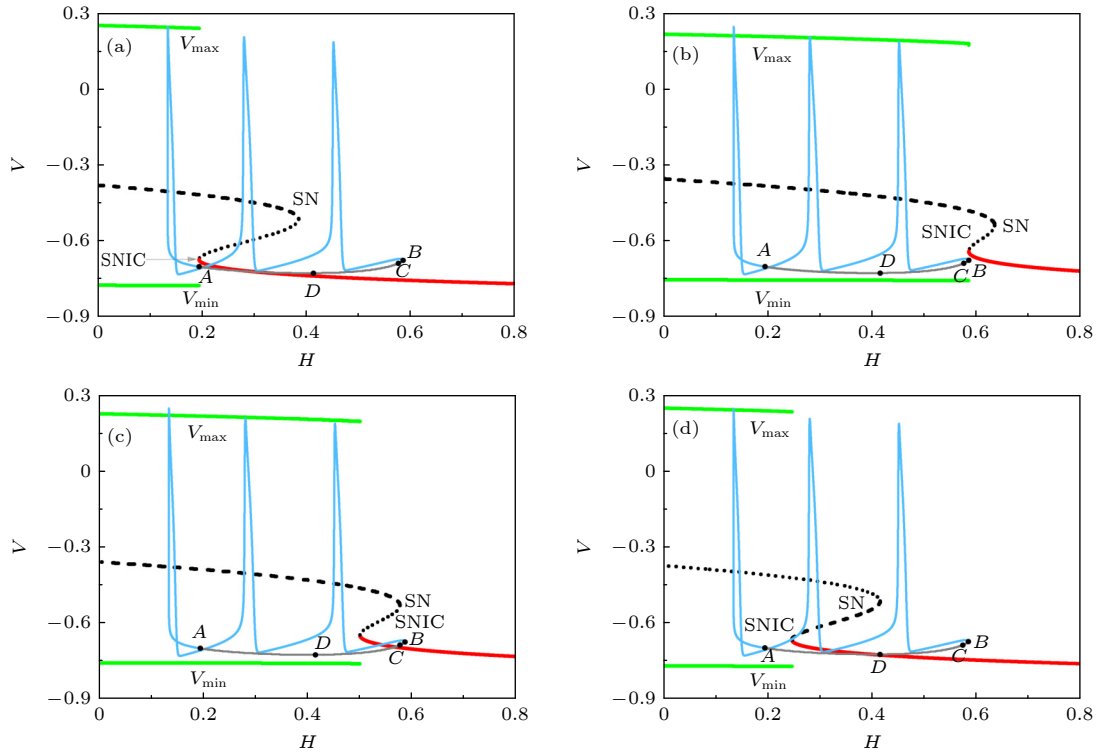 0.3
(a)
V_max
0
V
−0.3
SN
−0.6
SNIC
A
B
C
D
V_min
−0.9
0
0.2
0.4
0.6
0.8
H
0.3
(b)
V_max
0
V
−0.3
SNIC
SN
−0.6
A
D
C
B
V_min
−0.9
0
0.2
0.4
0.6
0.8
H
0.3
(c)
V_max
0
V
−0.3
SN
SNIC
−0.6
A
D
B
C
V_min
−0.9
0
0.2
0.4
0.6
0.8
H
0.3
(d)
V_max
0
V
−0.3
SN
SNIC
−0.6
A
D
C
B
V_min
−0.9
0
0.2
0.4
0.6
0.8
H